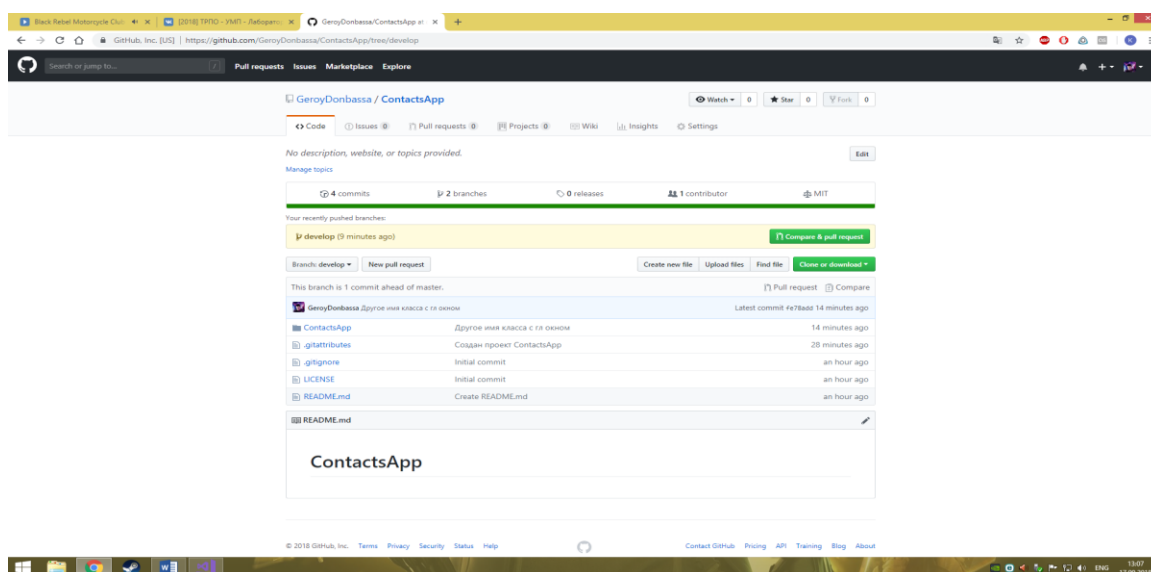 Black Rebel Motorcycle Clu
[2018] ТРПО - УМП - Лаборато
GeroyDonbassa/ContactsApp at
GitHub, Inc. [US] | https://github.com/GeroyDonbassa/ContactsApp/tree/develop
Search or jump to... / Pull requests Issues Marketplace Explore
GeroyDonbassa / ContactsApp Watch 0 Star 0 Fork 0
Code Issues 0 Pull requests 0 Projects 0 Wiki Insights Settings
No description, website, or topics provided. Edit
Manage topics
4 commits 2 branches 0 releases 1 contributor MIT
Your recently pushed branches:
develop (9 minutes ago) Compare & pull request
Branch: develop New pull request Create new file Upload files Find file Clone or download
This branch is 1 commit ahead of master. Pull request Compare
GeroyDonbassa Другое имя класса с гл окном Latest commit 14 minutes ago
ContactsApp Другое имя класса с гл окном 14 minutes ago
.gitattributes Создан проект ContactsApp 28 minutes ago
.gitignore Initial commit an hour ago
LICENSE Initial commit an hour ago
README.md Create README.md an hour ago
README.md
ContactsApp
© 2018 GitHub, Inc. Terms Privacy Security Status Help Contact GitHub Pricing API Training Blog About
ENG 13:07